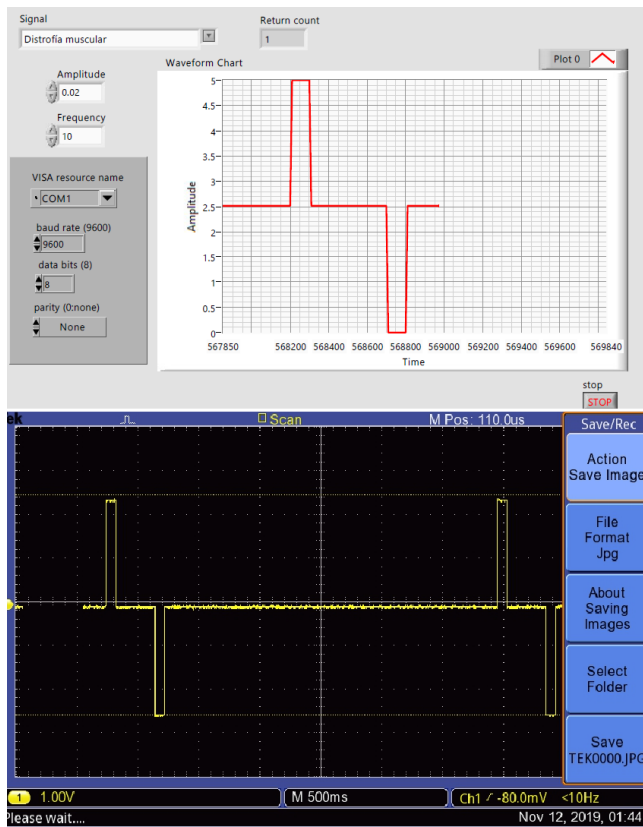 Signal
Distrofía muscular
Return count
1
Amplitude
0.02
Frequency
10
VISA resource name
COM1
baud rate (9600)
9600
data bits (8)
8
parity (0:none)
None
Waveform Chart
Plot 0
Amplitude
5
4.5
4
3.5
3
2.5
2
1.5
1
0.5
0
567850 568200 568400 568600 568800 569000 569200 569400 569600 569840
Time
stop
STOP
Scan
M Pos: 110.0us
Save/Rec
Action
Save Image
File
Format
Jpg
About
Saving
Images
Select
Folder
Save
TEK0000.JPG
1 1.00V
M 500ms
Ch1 -80.0mV <10Hz
Please wait....
Nov 12, 2019, 01:44